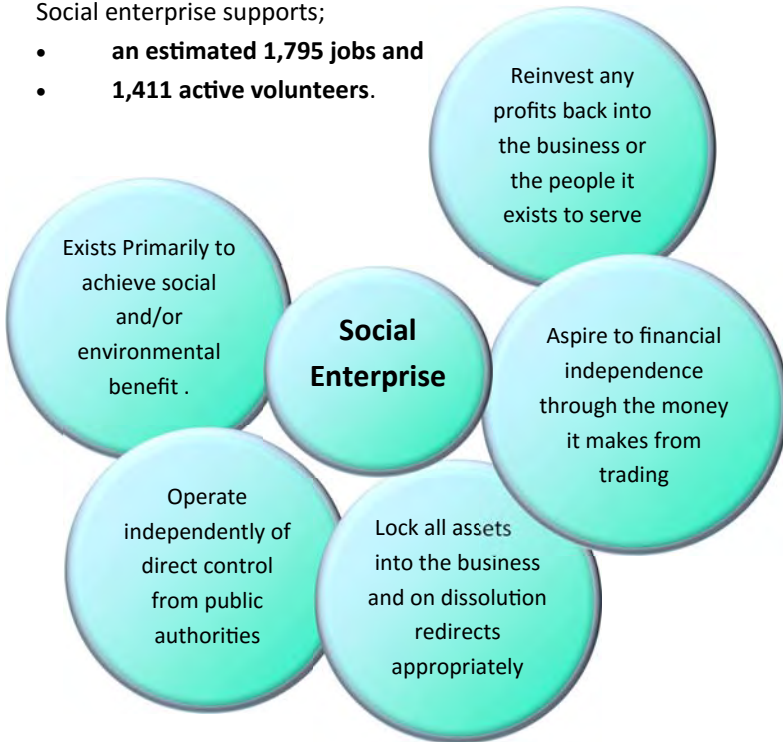 Social enterprise supports;
• an estimated 1,795 jobs and
• 1,411 active volunteers.
Reinvest any
profits back into
the business or
the people it
exists to serve
Exists Primarily to
achieve social
and/or
environmental
benefit .
Social
Enterprise
Aspire to financial
independence
through the money
it makes from
trading
Operate
independently of
direct control
from public
authorities
Lock all assets
into the business
and on dissolution
redirects
appropriately